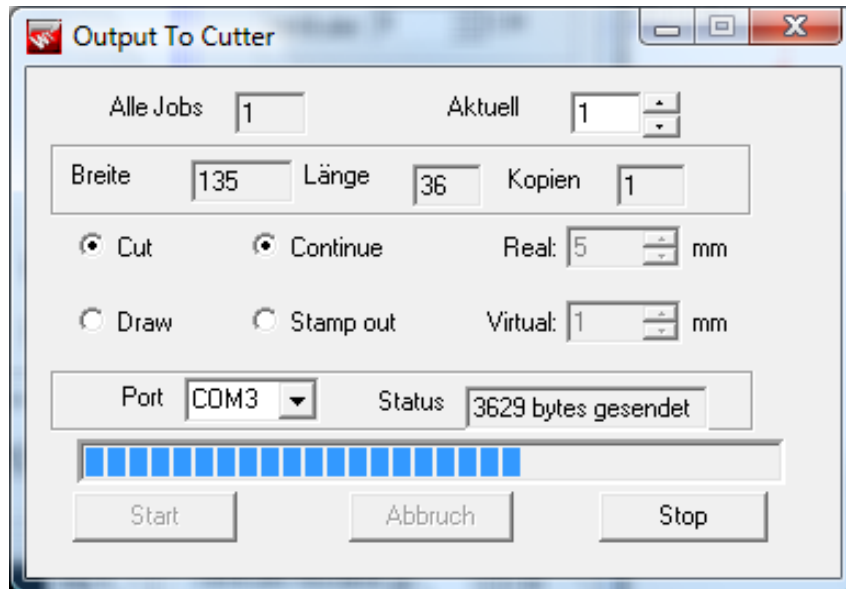 Output To Cutter
Alle Jobs 1 Aktuell 1
Breite 135 Länge 36 Kopien 1
Cut Continue Real: 5 mm
Draw Stamp out Virtual: 1 mm
Port COM3 Status 3629 bytes gesendet
Start Abbruch Stop